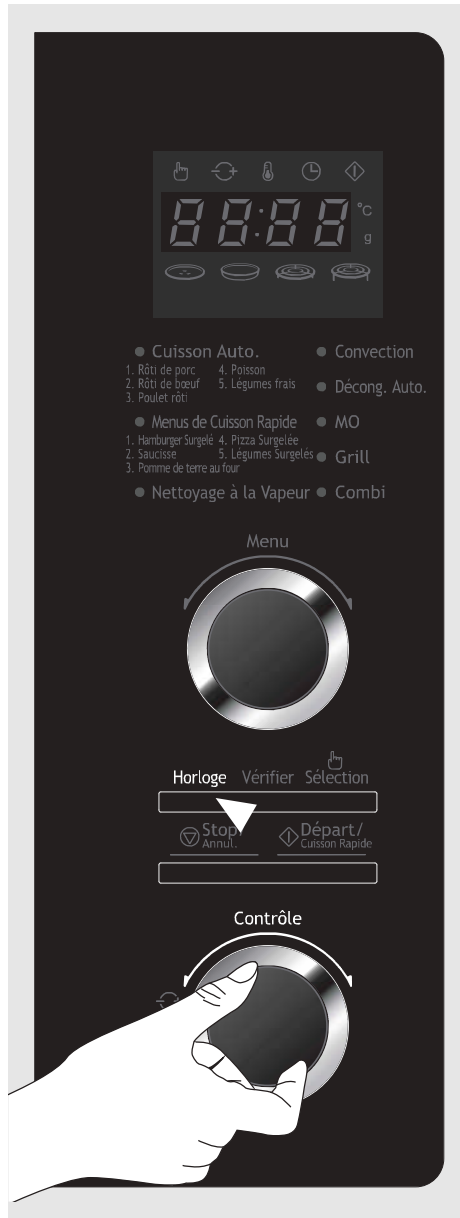 88:88 °C
g
Cuisson Auto.
1. Rôti de porc 4. Poisson
2. Rôti de bœuf 5. Légumes frais
3. Poulet rôti
Menus de Cuisson Rapide
1. Hamburger Surgelé 4. Pizza Surgelée
2. Saucisse 5. Légumes Surgelés
3. Pomme de terre au four
Nettoyage à la Vapeur
Convection
Décong. Auto.
MO
Grill
Combi
Menu
Horloge Vérifier Sélection
Stop/ Départ/
Annul. Cuisson Rapide
Contrôle